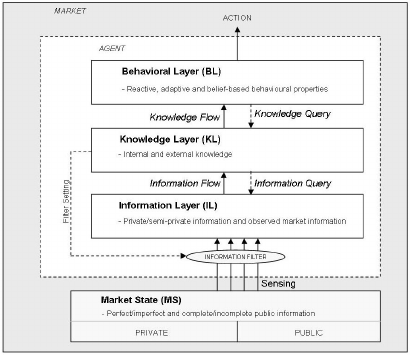 MARKET
ACTION
AGENT
Behavioral Layer (BL)
- Reactive, adaptive and belief-based behavioural properties
Knowledge Flow
Knowledge Query
Knowledge Layer (KL)
- Internal and external knowledge
Filter Setting
Information Flow
Information Query
Information Layer (IL)
- Private/semi-private information and observed market information
INFORMATION FILTER
Sensing
Market State (MS)
- Perfect/imperfect and complete/incomplete public information
PRIVATE
PUBLIC